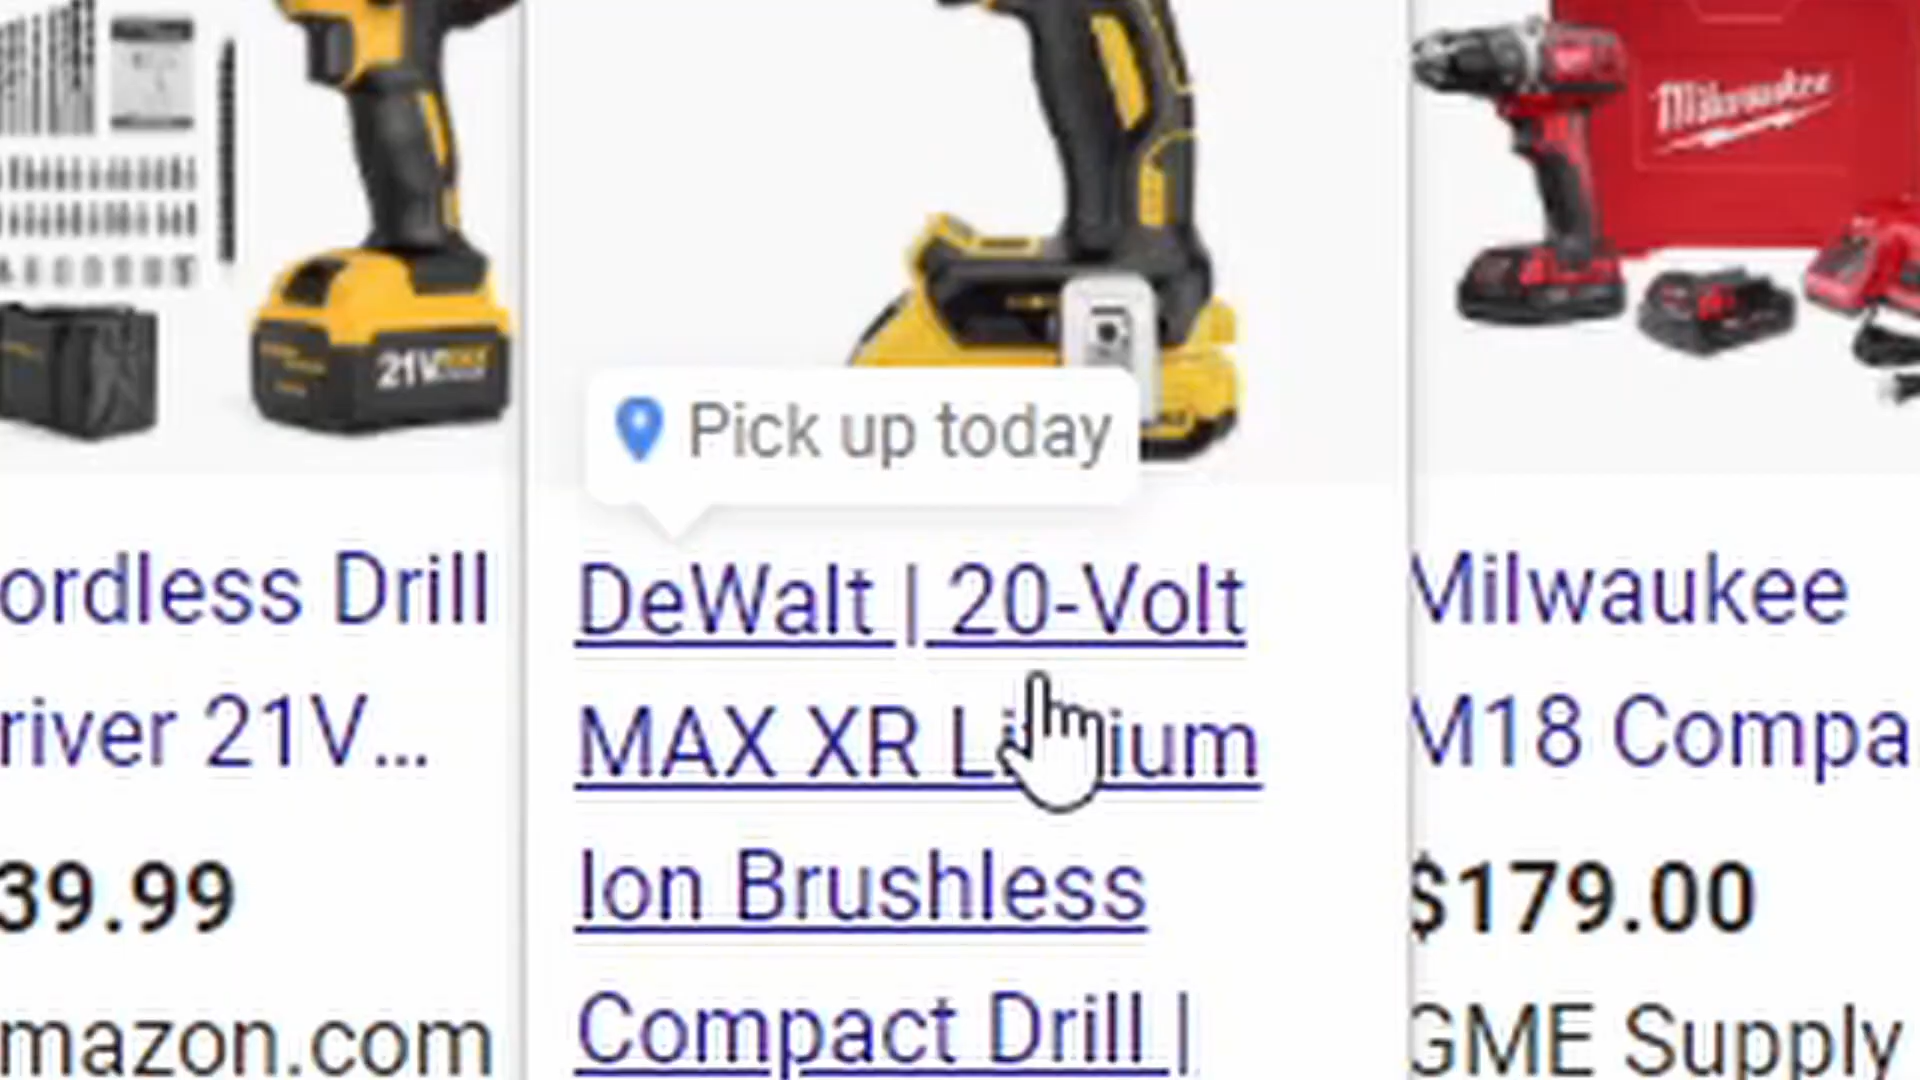 Milwaukee
21V
Pick up today
ordless Drill
river 21V...
39.99
mazon.com
DeWalt | 20-Volt
MAX XR L ium
Ion Brushless
Compact Drill |
Milwaukee
M18 Compa
$179.00
GME Supply